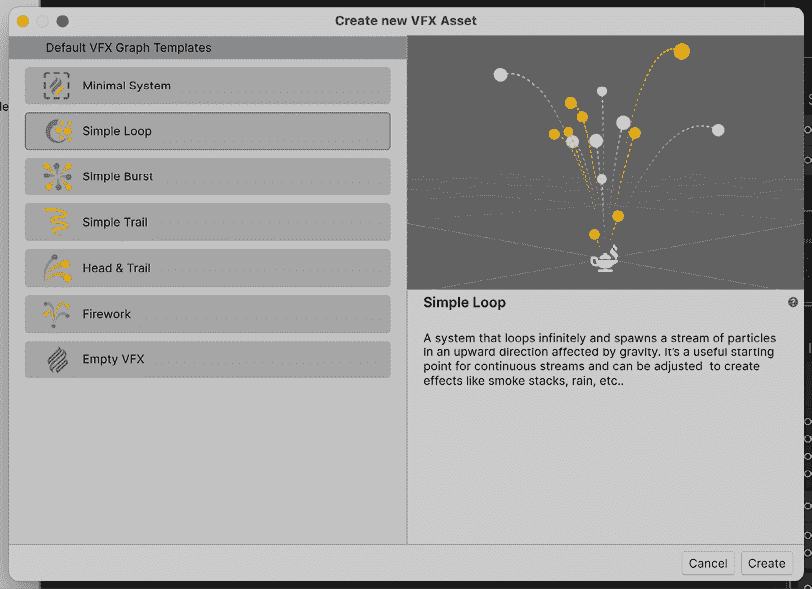 Create new VFX Asset
Default VFX Graph Templates
Minimal System
Simple Loop
SImple Burst
Simple Trail
Head & Trail
Firework
Empty VFX
Simple Loop
A system that loops infinitely and spawns a stream of particles
in an upward direction affected by gravity. It's a useful starting
point for continuous streams and can be adjusted to create
effects like smoke stacks, rain, etc..
Cancel
Create